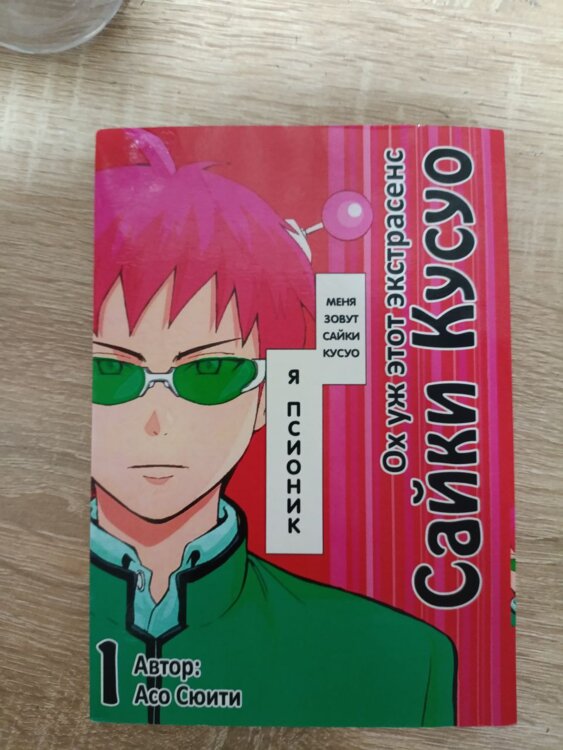 Ох уж этот экстрасенс
Сайки Кусуо
МЕНЯ
ЗОВУТ
САЙКИ
КУСУО
Я ПСИОНИК
1
Автор:
Асо Сюити